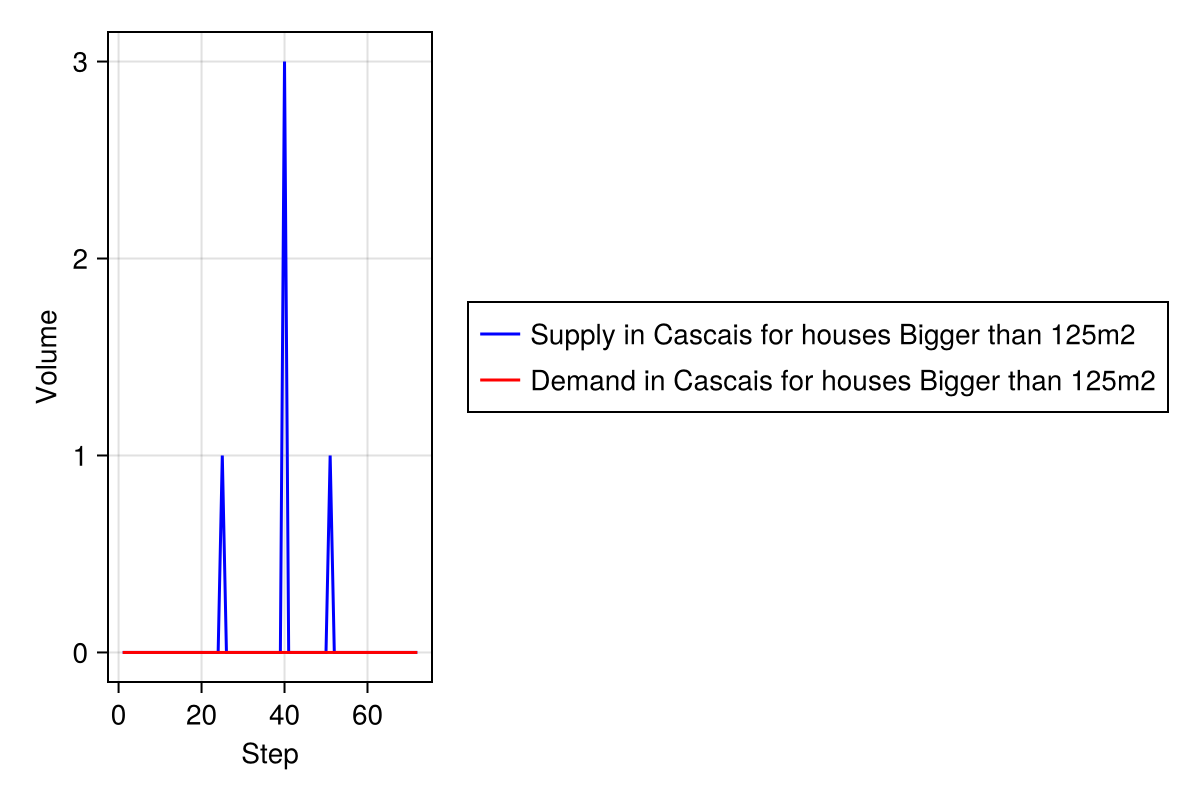 3
2
1
0
Volume
0 20 40 60
Step
Supply in Cascais for houses Bigger than 125m2
Demand in Cascais for houses Bigger than 125m2